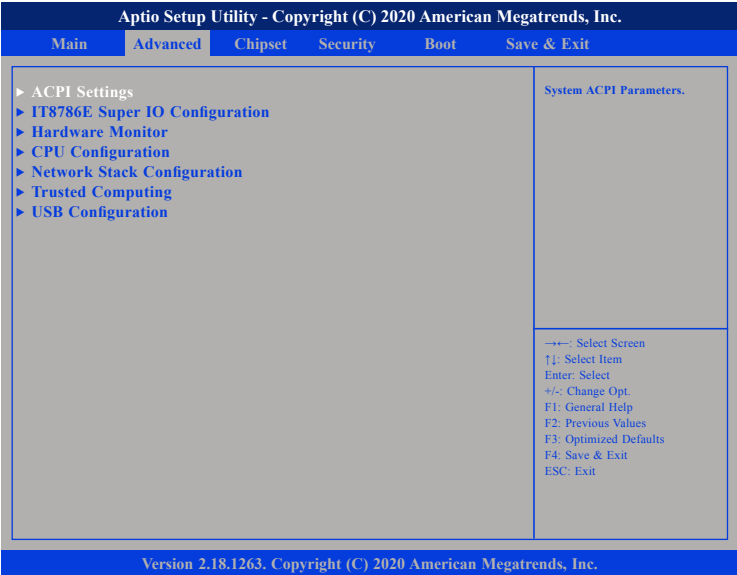 Aptio Setup Utility - Copyright (C) 2020 American Megatrends, Inc.
Main Advanced Chipset Security Boot Save & Exit
► ACPI Settings
► IT8786E Super IO Configuration
► Hardware Monitor
► CPU Configuration
► Network Stack Configuration
► Trusted Computing
► USB Configuration
System ACPI Parameters.
→←: Select Screen
↑↓: Select Item
Enter: Select
+/-: Change Opt.
F1: General Help
F2: Previous Values
F3: Optimized Defaults
F4: Save & Exit
ESC: Exit
Version 2.18.1263. Copyright (C) 2020 American Megatrends, Inc.